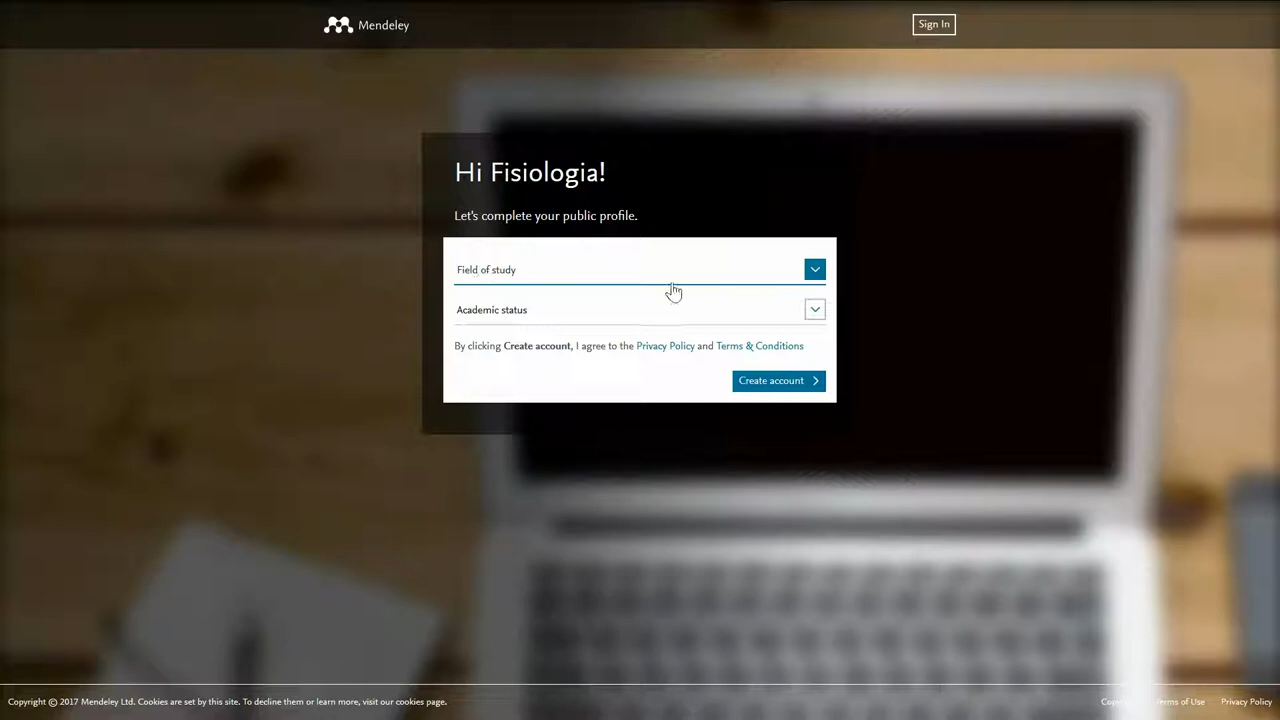 Mendeley
Sign In
Hi Fisiologia!
Let's complete your public profile.
Field of study
Academic status
By clicking Create account, I agree to the Privacy Policy and Terms & Conditions
Create account
Copyright © 2017 Mendeley Ltd. Cookies are set by this site. To decline them or learn more, visit our cookies page.
Terms of Use
Privacy Policy